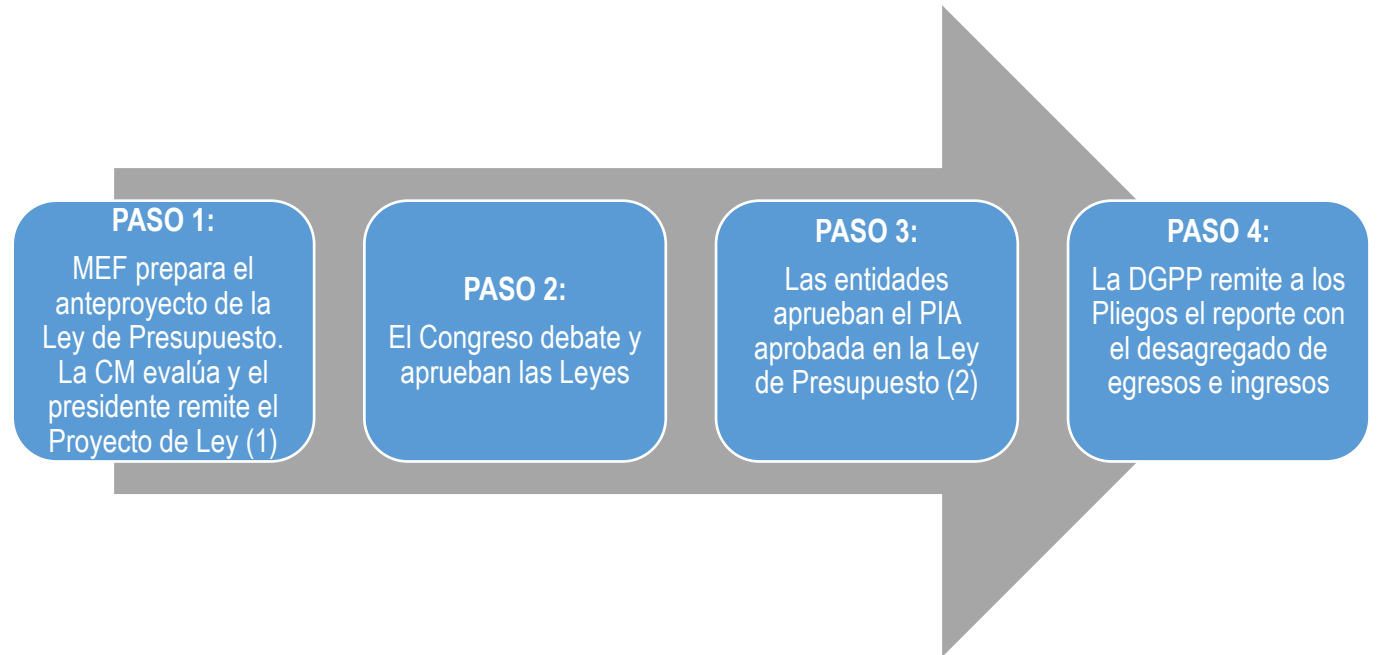 PASO 1:
MEF prepara el
anteproyecto de la
Ley de Presupuesto.
La CM evalúa y el
presidente remite el
Proyecto de Ley (1)
PASO 2:
El Congreso debate y
aprueban las Leyes
PASO 3:
Las entidades
aprueban el PIA
aprobada en la Ley
de Presupuesto (2)
PASO 4:
La DGPP remite a los
Pliegos el reporte con
el desagregado de
egresos e ingresos